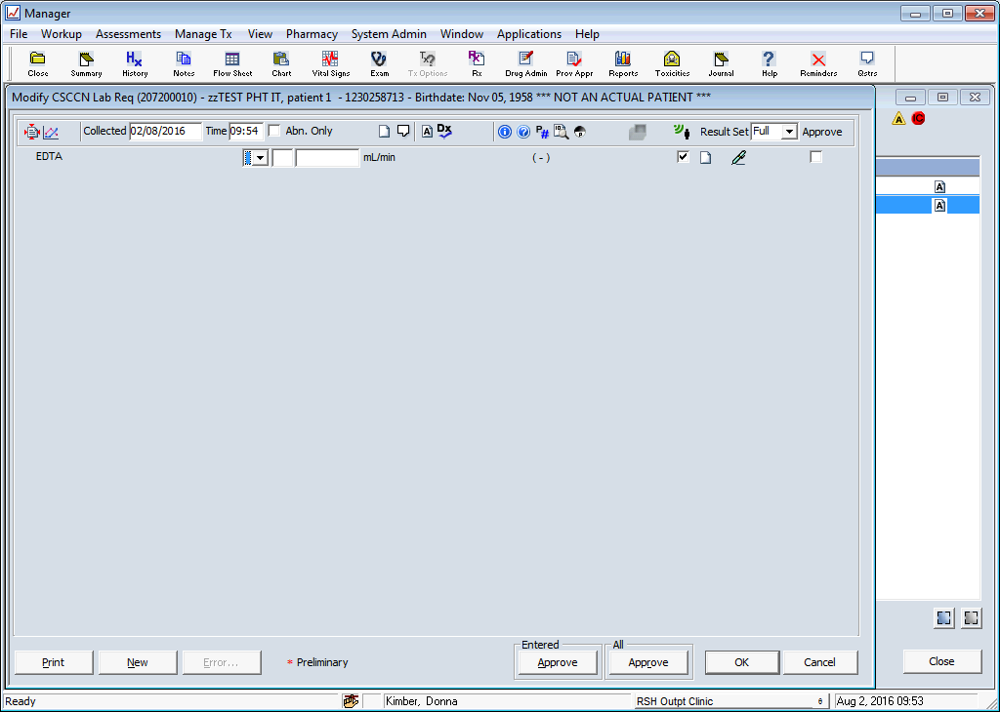 Manager
File Workup Assessments Manage Tx View Pharmacy System Admin Window Applications Help
Close Summary History Notes Flow Sheet Chart Vital Signs Exam Tx Options Rx Drug Admin Prov Appr Reports Toxicities Journal Help Reminders Qstrs
Modify CSCCN Lab Req (207200010) - zzTEST PHT IT, patient 1 - 1230258713 - Birthdate: Nov 05, 1958 *** NOT AN ACTUAL PATIENT ***
Collected 02/08/2016 Time 09:54 Abn. Only Result Set Full Approve
EDTA mL/min ( - )
Entered All
Print New Error... * Preliminary Approve Approve OK Cancel Close
Ready Kimber, Donna RSH Outpt Clinic Aug 2, 2016 09:53